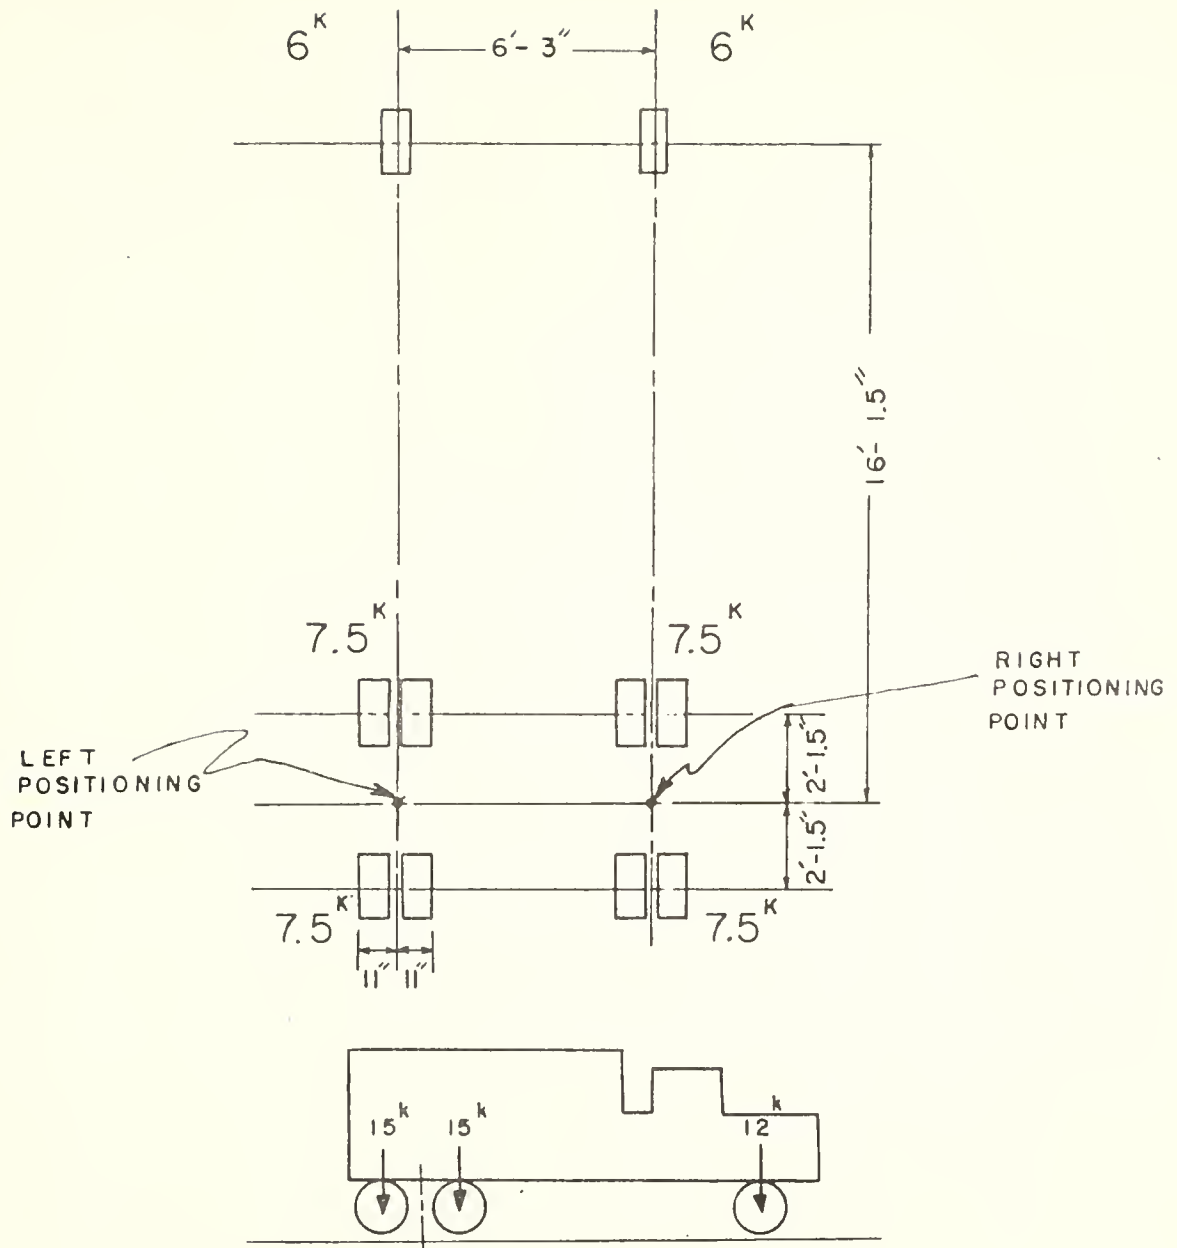 6ᴷ
6′- 3″
6ᴷ
16′- 1.5″
7.5ᴷ
7.5ᴷ
RIGHT
POSITIONING
POINT
LEFT
POSITIONING
POINT
2′-1.5″
2′-1.5″
7.5ᴷ
7.5ᴷ
11″
11″
15ᵏ
15ᵏ
12ᵏ